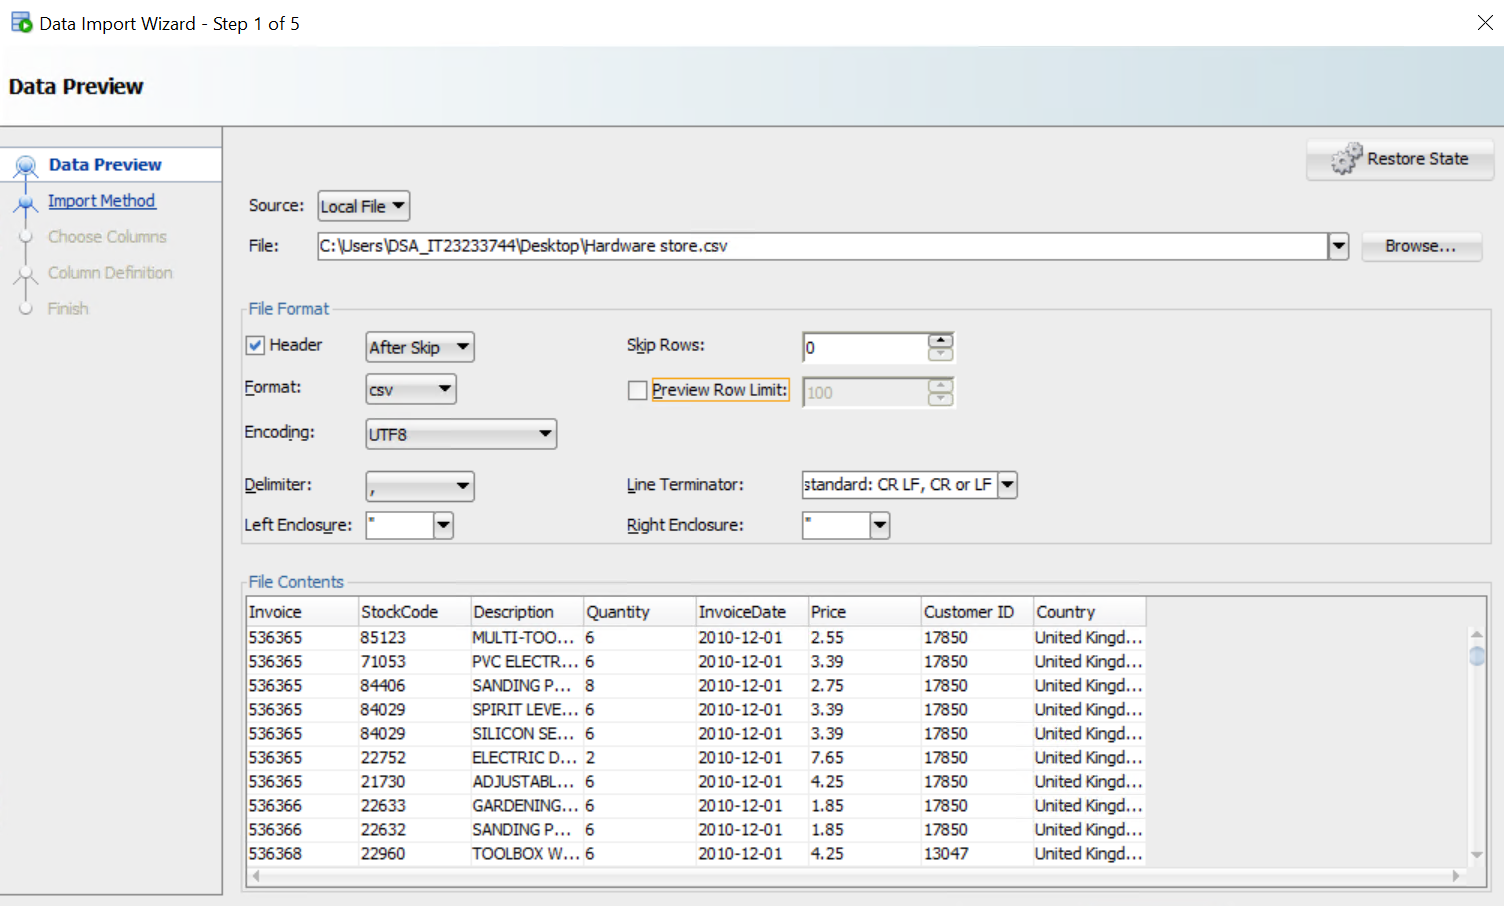 Data Import Wizard - Step 1 of 5
Data Preview
Data Preview
Import Method
Choose Columns
Column Definition
Finish
Restore State
Source: Local File
File: C:\Users\DSA_IT23233744\Desktop\Hardware store.csv Browse...
File Format
Header After Skip Skip Rows: 0
Format: csv Preview Row Limit: 100
Encoding: UTF8
Delimiter: , Line Terminator: standard: CR LF, CR or LF
Left Enclosure: " Right Enclosure: "
File Contents
Invoice StockCode Description Quantity InvoiceDate Price Customer ID Country
536365 85123 MULTI-TOO... 6 2010-12-01 2.55 17850 United Kingd...
536365 71053 PVC ELECTR... 6 2010-12-01 3.39 17850 United Kingd...
536365 84406 SANDING P... 8 2010-12-01 2.75 17850 United Kingd...
536365 84029 SPIRIT LEVE... 6 2010-12-01 3.39 17850 United Kingd...
536365 84029 SILICON SE... 6 2010-12-01 3.39 17850 United Kingd...
536365 22752 ELECTRIC D... 2 2010-12-01 7.65 17850 United Kingd...
536365 21730 ADJUSTABL... 6 2010-12-01 4.25 17850 United Kingd...
536366 22633 GARDENING... 6 2010-12-01 1.85 17850 United Kingd...
536366 22632 SANDING P... 6 2010-12-01 1.85 17850 United Kingd...
536368 22960 TOOLBOX W... 6 2010-12-01 4.25 13047 United Kingd...